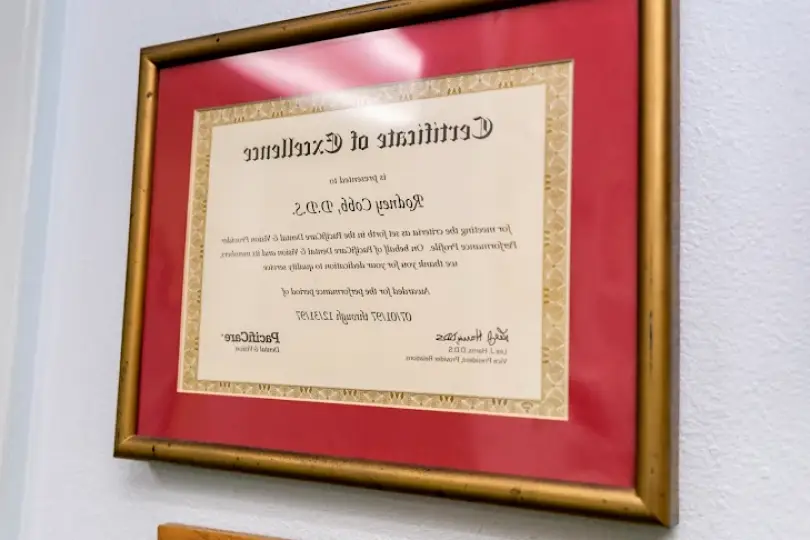 Certificate of Excellence
is presented to
Rodney Cobb, D.D.S.
for meeting the criteria as set forth in the PacifiCare Dental & Vision Provider
Performance Profile. On behalf of PacifiCare Dental & Vision and its members,
we thank you for your dedication to quality service
Awarded for the performance period of
07/01/97 through 12/31/97
Lee J. Harris, D.D.S.
Vice President, Provider Relations
PacifiCare®
Dental & Vision